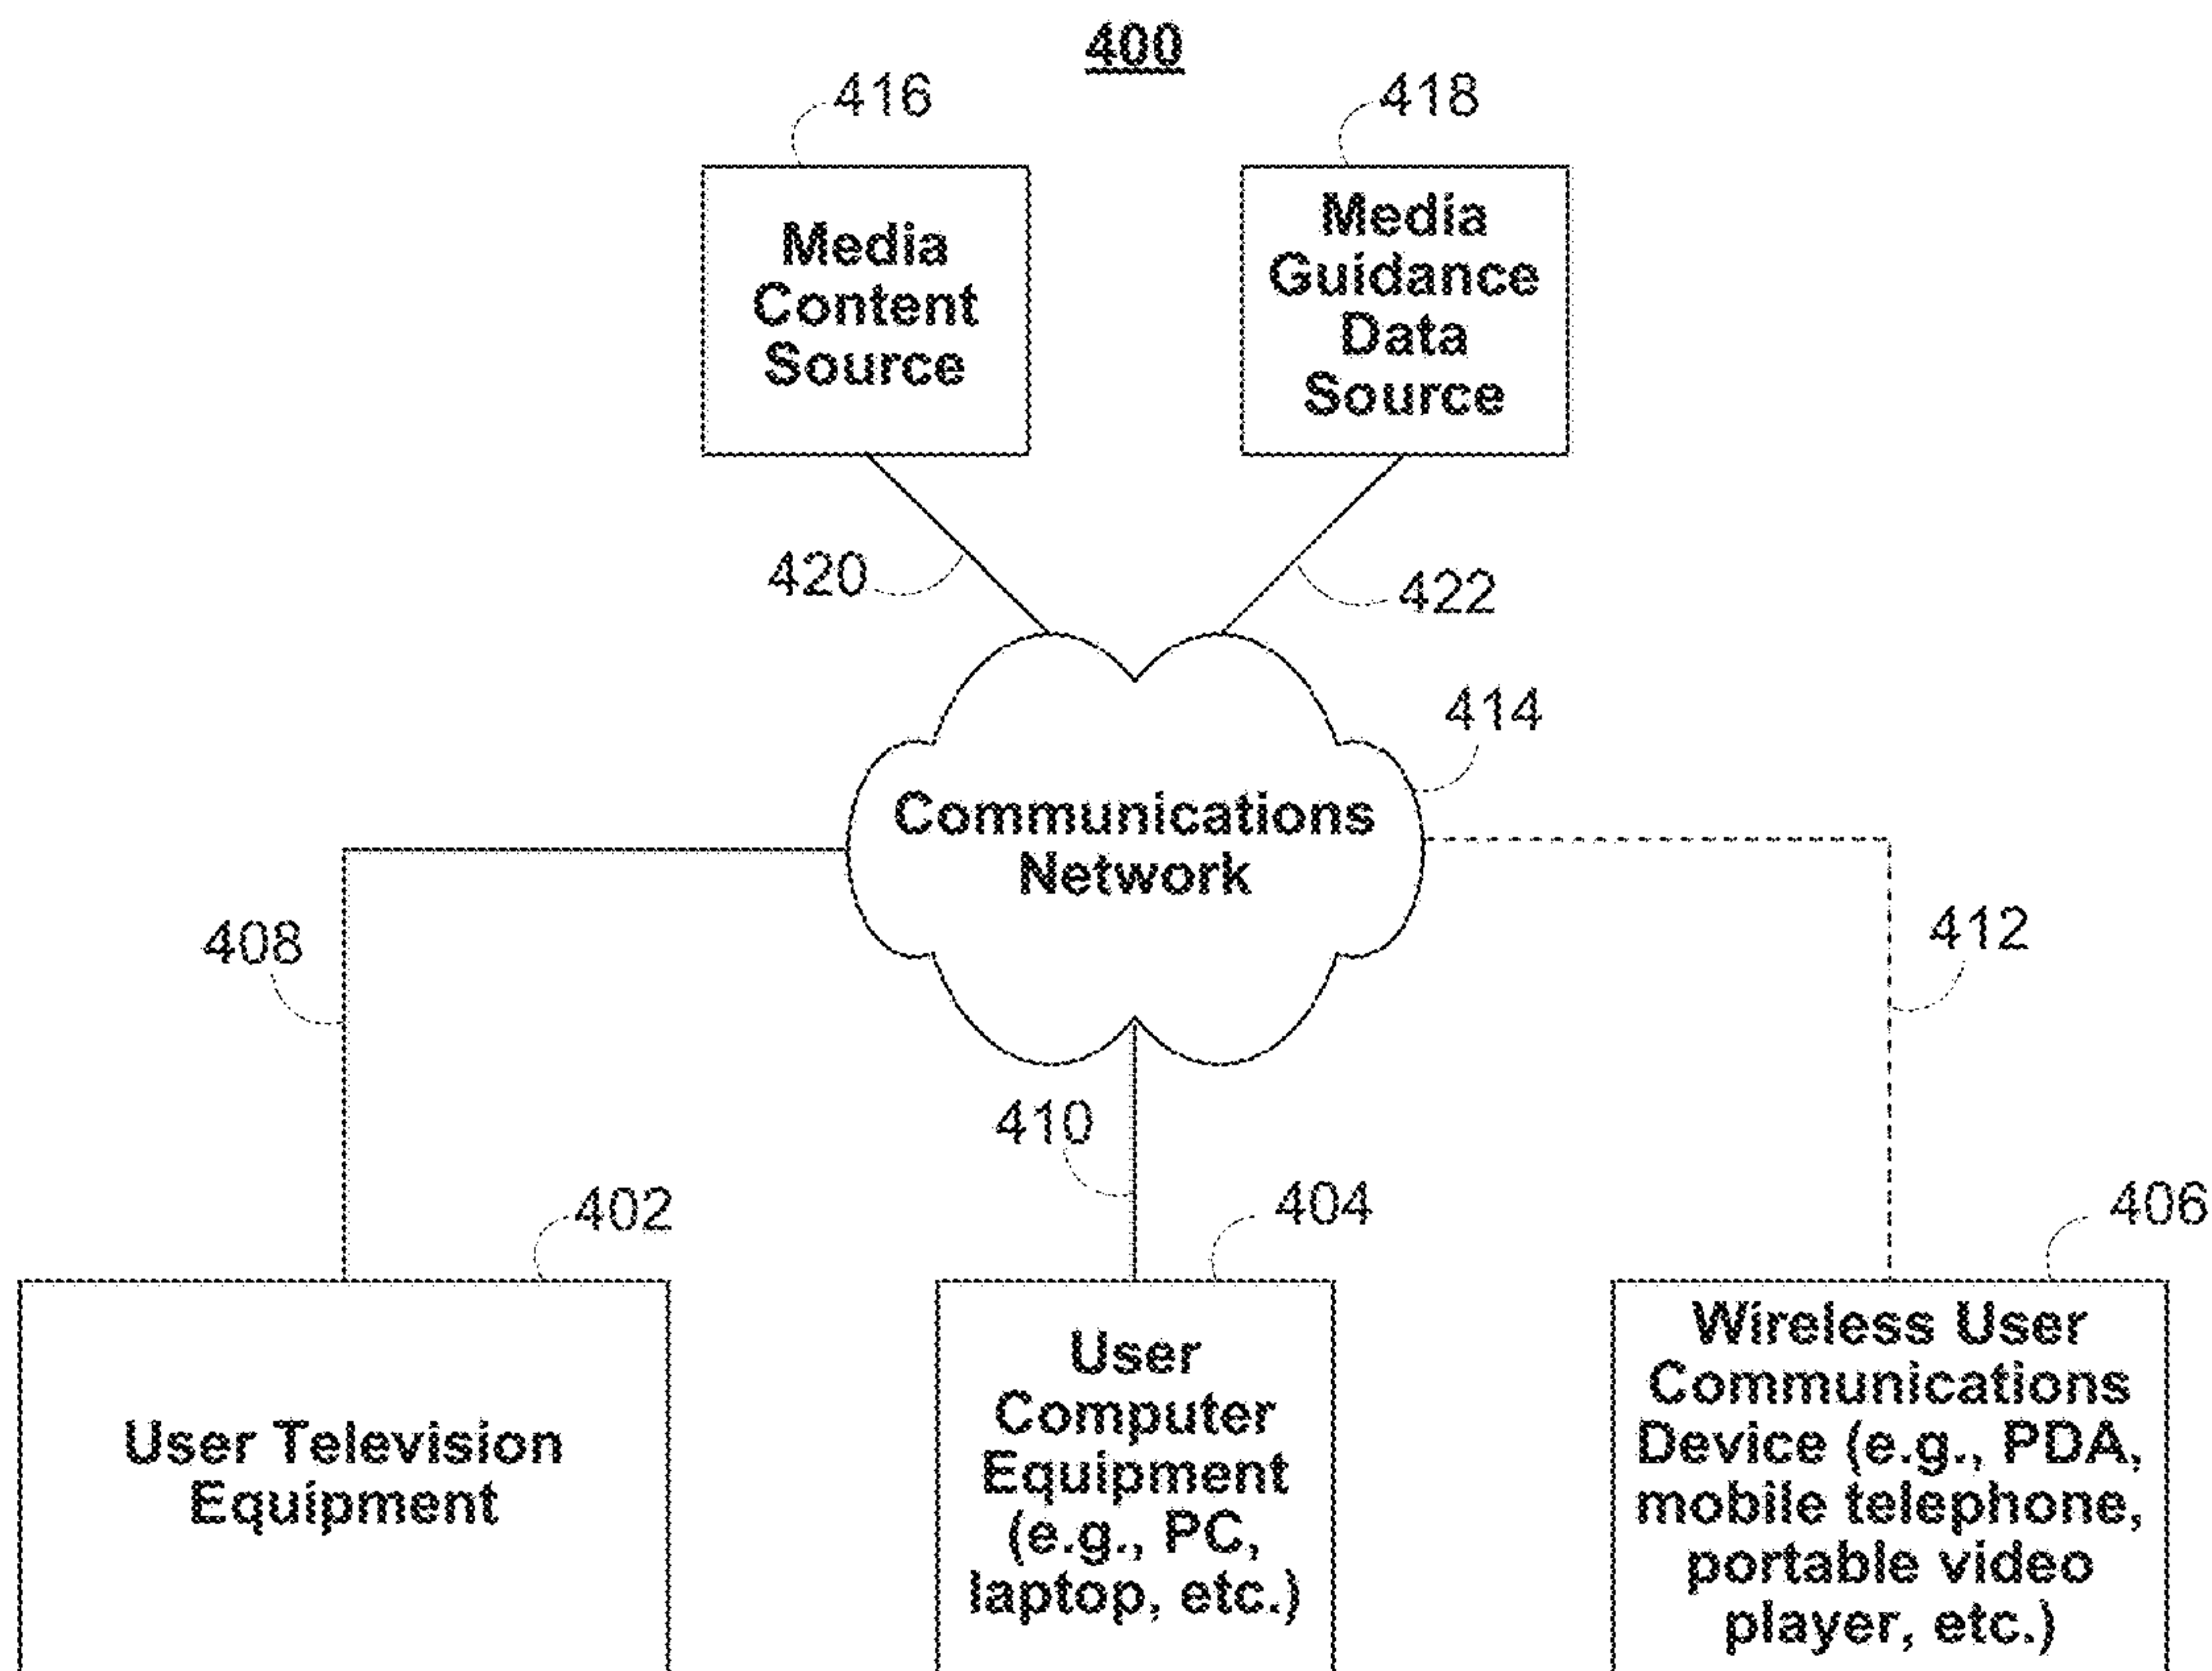 400
416
418
Media
Content
Source
Media
Guidance
Data
Source
420
422
414
Communications
Network
408
412
410
402
404
406
User Television
Equipment
User
Computer
Equipment
(e.g., PC,
laptop, etc.)
Wireless User
Communications
Device (e.g., PDA,
mobile telephone,
portable video
player, etc.)